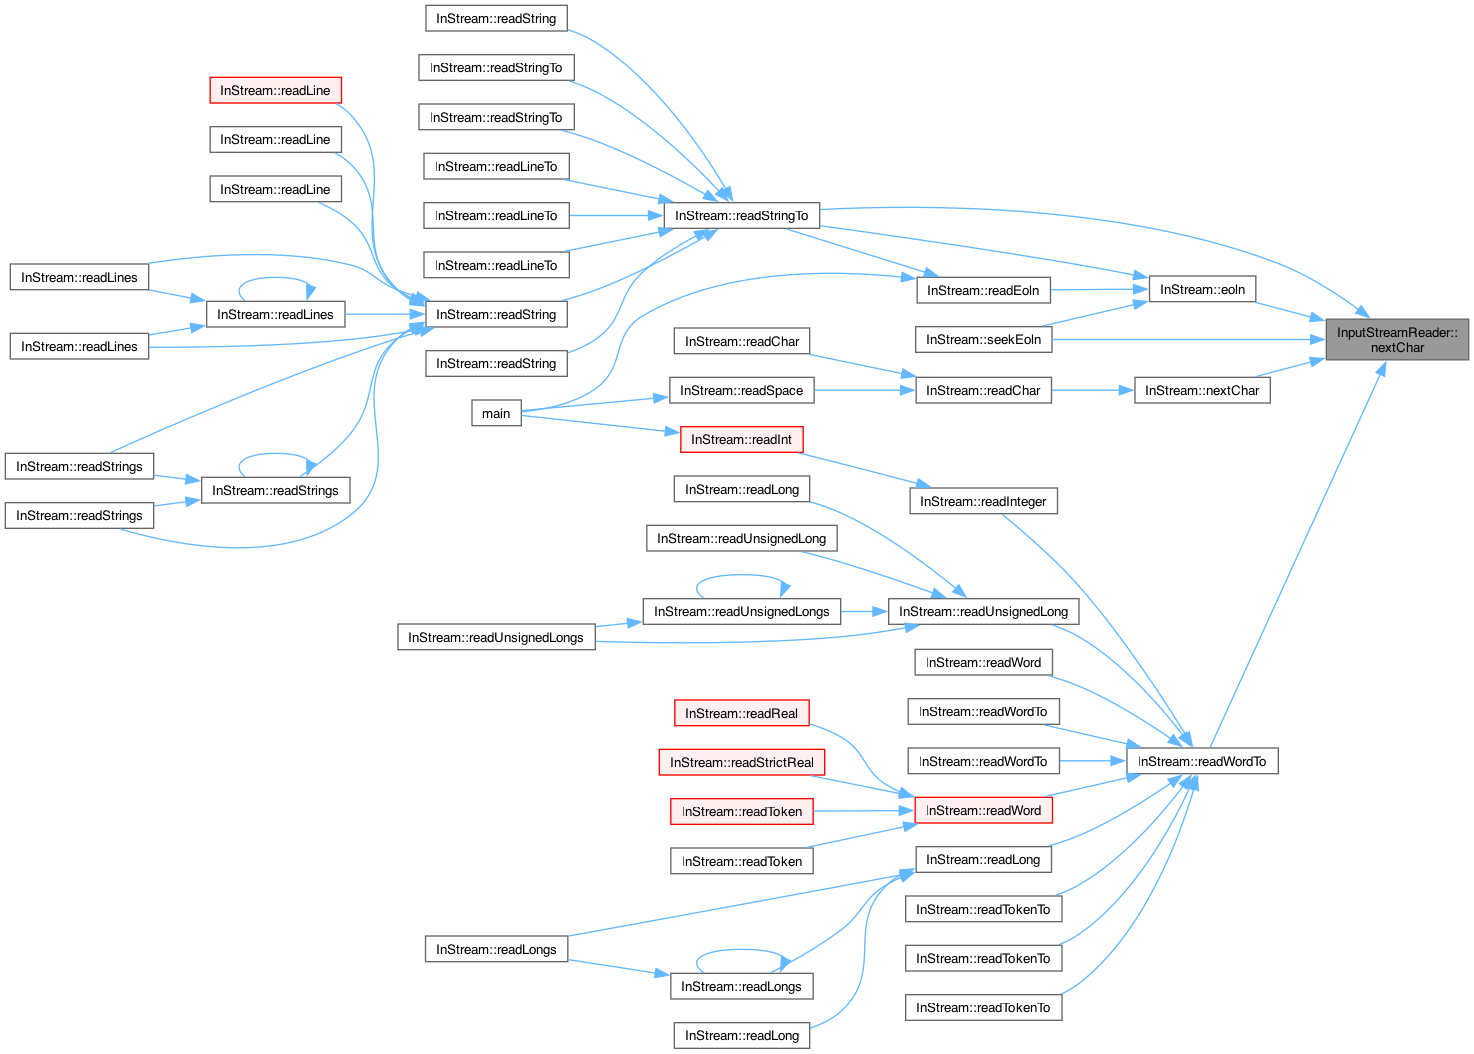 InStream::readString
InStream::readStringTo
InStream::readLine
InStream::readStringTo
InStream::readLine
InStream::readLineTo
InStream::readLine
InStream::readLineTo
InStream::readStringTo
InStream::readLineTo
InStream::readLines
InStream::readEoln
InStream::eoln
InStream::readLines
InStream::readString
InputStreamReader::
nextChar
InStream::readLines
InStream::readChar
InStream::seekEoln
InStream::readString
InStream::readSpace
InStream::readChar
InStream::nextChar
main
InStream::readInt
InStream::readStrings
InStream::readStrings
InStream::readLong
InStream::readInteger
InStream::readStrings
InStream::readUnsignedLong
InStream::readUnsignedLongs
InStream::readUnsignedLong
InStream::readUnsignedLongs
InStream::readWord
InStream::readReal
InStream::readWordTo
InStream::readStrictReal
InStream::readWordTo
InStream::readWordTo
InStream::readToken
InStream::readWord
InStream::readToken
InStream::readLong
InStream::readTokenTo
InStream::readLongs
InStream::readTokenTo
InStream::readLongs
InStream::readTokenTo
InStream::readLong